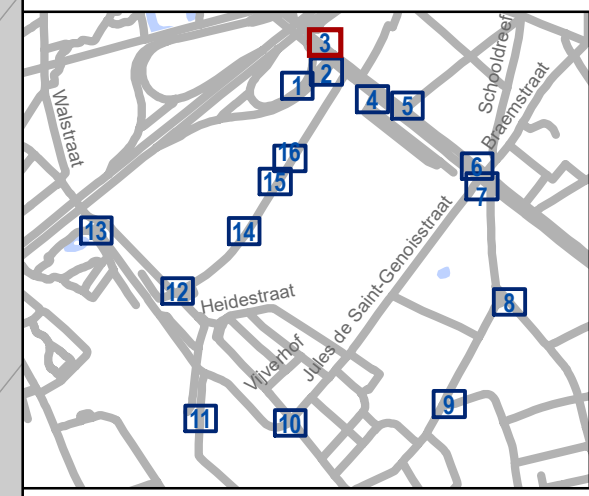 3
2
1
4
5
Schooldreef
Braemstraat
Walstraat
16
15
6
7
13
14
12
Heidestraat
Jules de Saint-Genoisstraat
8
Vijverhof
9
11
10